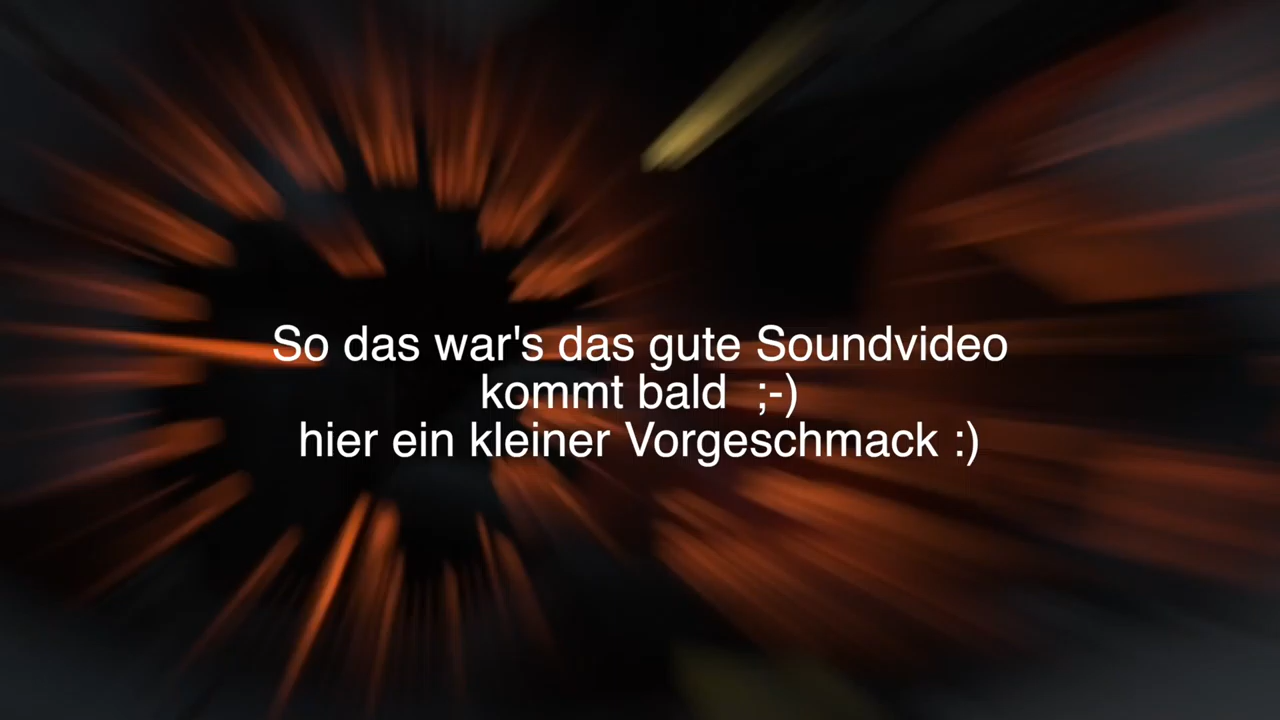 So das war's das gute Soundvideo
kommt bald  ;-)
hier ein kleiner Vorgeschmack :)